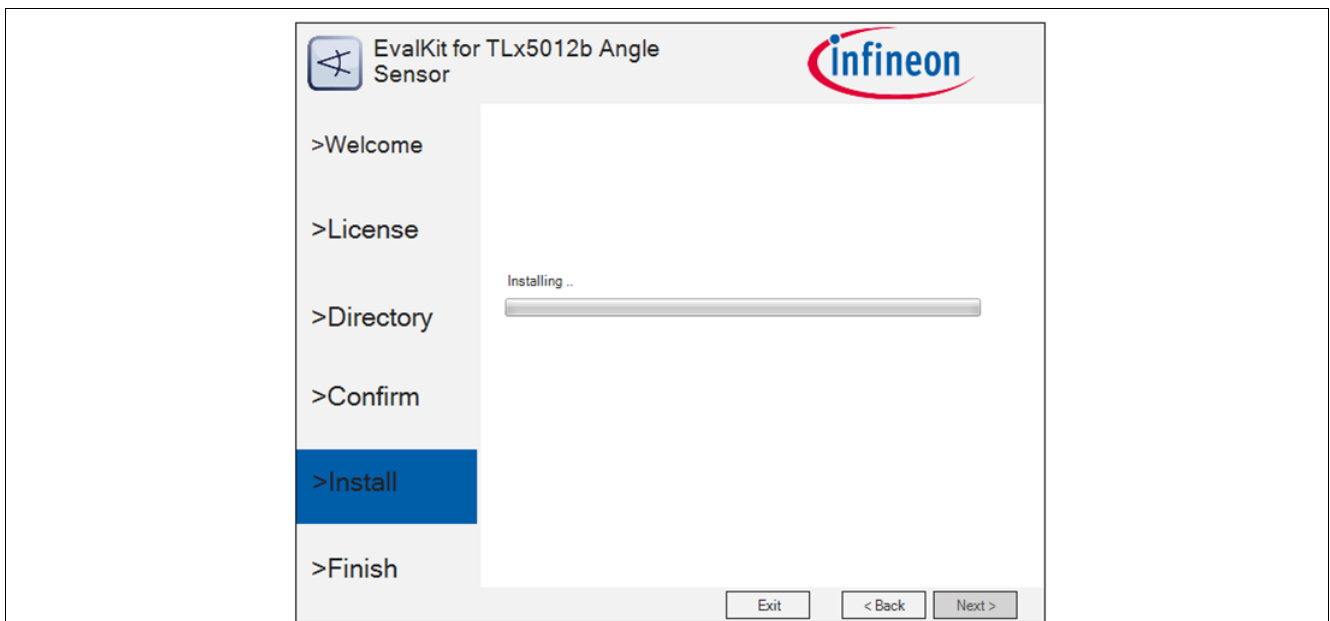 EvalKit for TLx5012b Angle
Sensor
infineon
>Welcome
>License
>Directory
>Confirm
>Install
>Finish
Installing ..
Exit
< Back
Next >